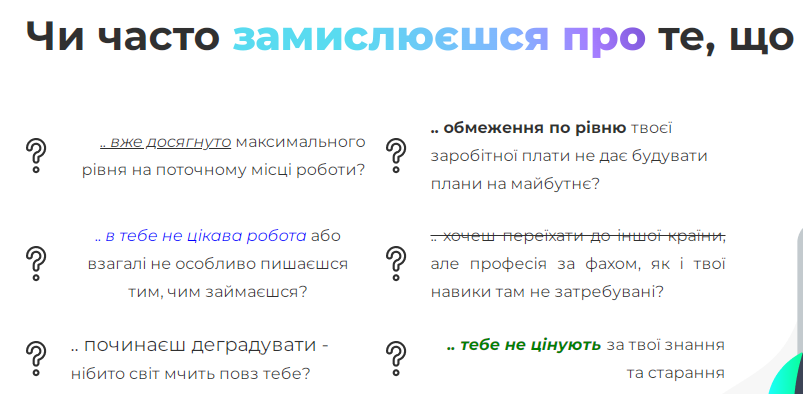 Чи часто замислюєшся про те, що
.. вже досягнуто максимального
рівня на поточному місці роботи?
.. обмеження по рівню твоєї
заробітної плати не дає будувати
плани на майбутнє?
.. в тебе не цікава робота або
взагалі не особливо пишаєшся
тим, чим займаєшся?
.. хочеш переїхати до іншої країни,
але професія за фахом, як і твої
навики там не затребувані?
.. починаєш деградувати -
нібито світ мчить повз тебе?
.. тебе не цінують за твої знання
та старання